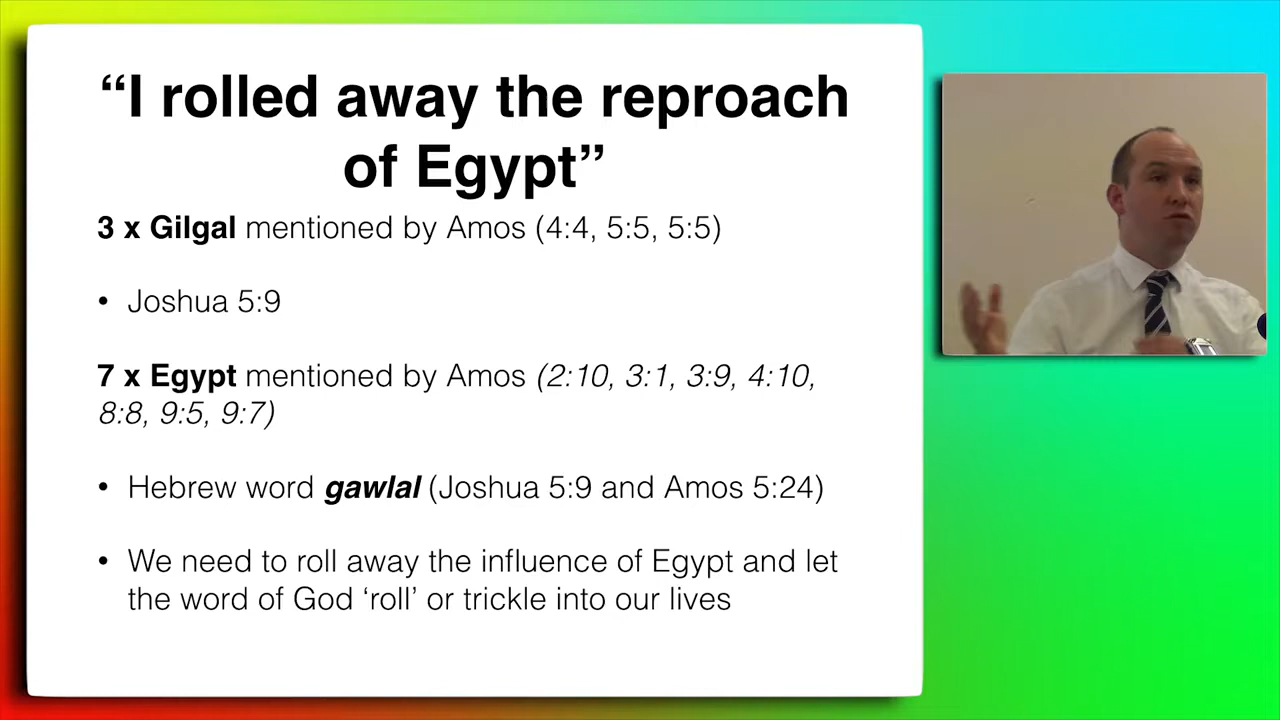 “I rolled away the reproach
of Egypt”
3 x Gilgal mentioned by Amos (4:4, 5:5, 5:5)
• Joshua 5:9
7 x Egypt mentioned by Amos (2:10, 3:1, 3:9, 4:10,
8:8, 9:5, 9:7)
• Hebrew word gawlal (Joshua 5:9 and Amos 5:24)
• We need to roll away the influence of Egypt and let
the word of God ‘roll’ or trickle into our lives